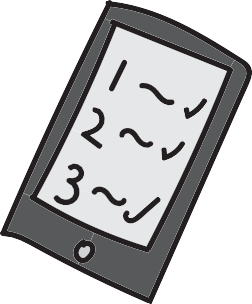 1 ~ ✓
2 ~ ✓
3 ~ ✓